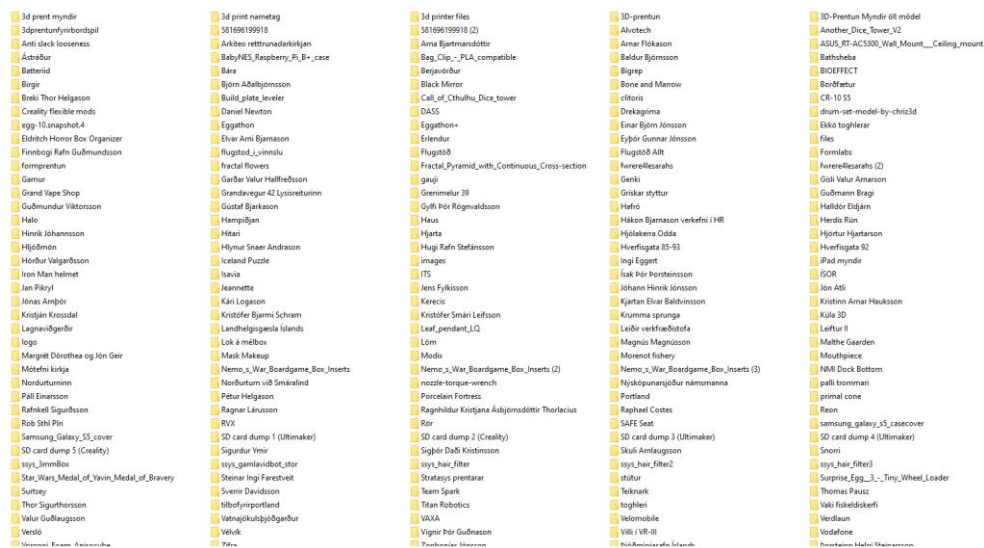 3d prent myndir 3d print nametag 3d printer files 3D-prentun 3D-Prentun Myndir öll módel
3dprentunfyrirbordspil 581696199918 581696199918 (2) Alvotech Another_Dice_Tower_V2
Anti slack looseness Arkiteo retttrunadarkirkjan Arna Bjartmarsdóttir Arnar Flókason ASUS_RT-AC5300_Wall_Mount___Ceiling_mount
Ástráður BabyNES_Raspberry_Pi_B+_case Bag_Clip_-_PLA_compatible Baldur Björnsson Bathsheba
Batteríid Bára Berjavörður Bigrep BIOEFFECT
Birgir Björn Aðalbjörnsson Black Mirror Bone and Marrow Borðfætur
Breki Thor Helgason Build_plate_leveler Call_of_Cthulhu_Dice_tower clitoris CR-10 S5
Creality flexible mods Daniel Newton DASS Drekagrima drum-set-model-by-chriz3d
egg-10.snapshot.4 Eggathon Eggathon+ Einar Björn Jónsson Ekkó toghlerar
Eldritch Horror Box Organizer Elvar Arni Bjarnason Erlendur Eyþór Gunnar Jónsson files
Finnbogi Rafn Guðmundsson flugstod_i_vinnslu Flugstöð Flugstöð Allt Formlabs
formprentun fractal flowers Fractal_Pyramid_with_Continuous_Cross-section fwrere4lesarahs fwrere4lesarahs (2)
Gamur Garðar Valur Hallfreðsson gauji Genki Gísli Valur Arnarson
Grand Vape Shop Grandavegur 42 Lysisreiturinn Grenimelur 39 Grískar styttur Guðmann Bragi
Guðmundur Viktorsson Gústaf Bjarkason Gylfi Þór Rögnvaldsson Hafró Halldór Eldjárn
Halo Hampiðjan Haus Hákon Bjarnason verkefni í HR Herdís Rún
Hinrik Jóhannsson Hitari Hjarta Hjólakerra Odda Hjörtur Hjartarson
Hljóðmön Hlynur Snaer Andrason Hugi Rafn Stefánsson Hverfisgata 85-93 Hverfisgata 92
Hörður Valgarðsson Iceland Puzzle images Ingi Eggert iPad myndir
Iron Man helmet Isavia ITS Ísak Þór Þorsteinsson ÍSOR
Jan Pikryl Jeannette Jens Fylkisson Jóhann Hinrik Jónsson Jón Atli
Jónas Arnþór Kári Logason Kerecis Kjartan Elvar Baldvinsson Kristinn Arnar Hauksson
Kristján Krossdal Kristófer Bjarmi Schram Kristófer Smári Leifsson Krumma sprunga Kúla 3D
Lagnaviðgerðir Landhelgisgæsla Íslands Leaf_pendant_LQ Leiðir verkfræðistofa Leiftur II
logo Lok á mélbox Löm Magnús Magnússon Malthe Gaarden
Margrét Dórothea og Jón Geir Mask Makeup Modix Morenot fishery Mouthpiece
Mótefni kirkja Nemo_s_War_Boardgame_Box_Inserts Nemo_s_War_Boardgame_Box_Inserts (2) Nemo_s_War_Boardgame_Box_Inserts (3) NMI Dock Bottom
Nordurturninn Norðurturn við Smáralind nozzle-torque-wrench Nýsköpunarsjóður námsmanna palli trommari
Páll Einarsson Pétur Helgason Porcelain Fortress Portland primal cone
Rafnkell Sigurðsson Ragnar Lárusson Ragnhildur Kristjana Ásbjörnsdóttir Thorlacius Raphael Costes Reon
Rob Sthl Pln RVX Rör SAFE Seat samsung_galaxy_s5_casecover
Samsung_Galaxy_S5_cover SD card dump 1 (Ultimaker) SD card dump 2 (Creality) SD card dump 3 (Ultimaker) SD card dump 4 (Ultimaker)
SD card dump 5 (Creality) Sigurdur Ymir Sigþór Daði Kristinsson Skuli Arnlaugsson Snorri
ssys_3mmBox ssys_gamlavidbot_stor ssys_hair_filter ssys_hair_filter2 ssys_hair_filter3
Star_Wars_Medal_of_Yavin_Medal_of_Bravery Steinar Ingi Farestveit Stratasys prentarar stútur Surprise_Egg__3_-_Tiny_Wheel_Loader
Surtsey Sverrir Davidsson Team Spark Teiknark Thomas Pausz
Thor Sigurthorsson tilbofyrirportland Titan Robotics toghleri Vaki fiskeldiskerfi
Valur Guðlaugsson Vatnajökulsþjóðgarður VAXA Velomobile Verdlaun
Versló Vélvík Vignir Þór Guðnason Villi í VR-III Vodafone
Voronoi_Foam_Apisocube Zifra Zophonías Jónsson Þjóðminjasafn Íslands Þorsteinn Helgi Steinarsson